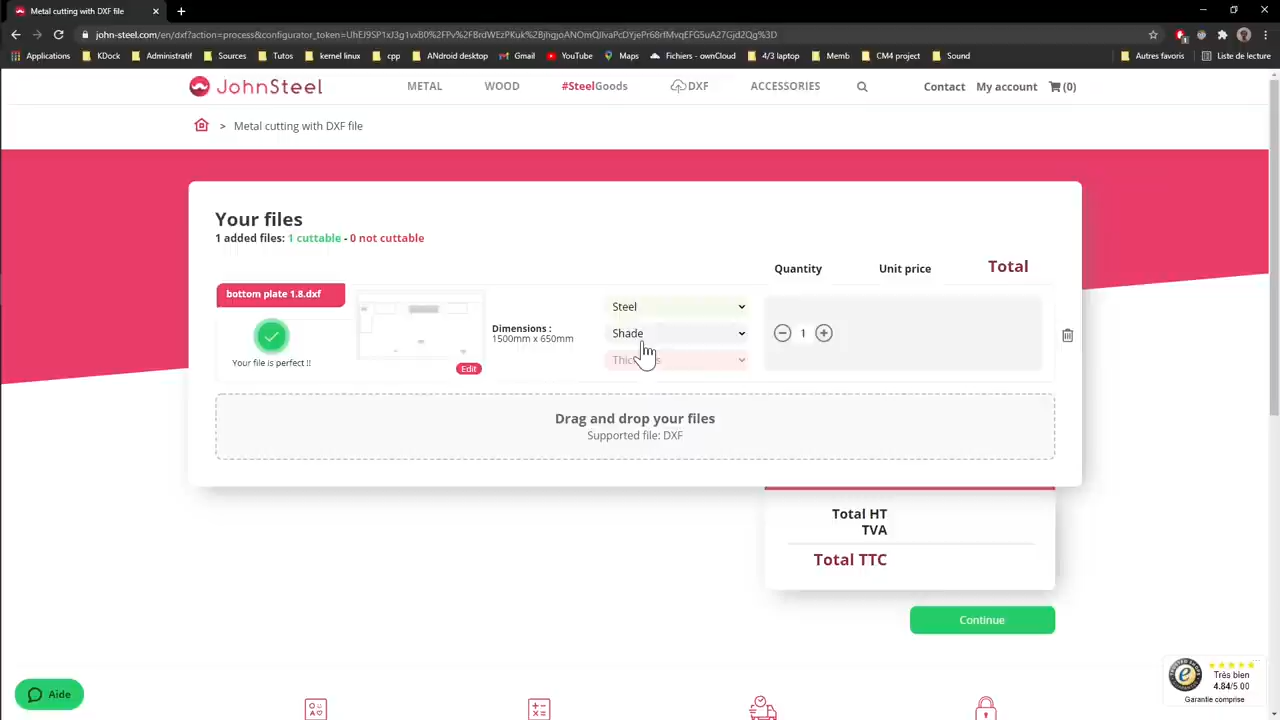 Metal cutting with DXF file
john-steel.com/en/dxf?action=process&configurator_token=UhEJ9SP1xJ3g1vxB0%2FPv%2FBrdWEzPKuk%2BjhgjoANOmQIlvaPcDYjePr68rfMvqEFG5uA27Gjd2Qg%3D
Applications KDock Administratif Sources Tuts kernel linux cpp ANdroid desktop Gmail YouTube Maps Fichiers - ownCloud 4/3 laptop Memb CM4 project Sound Autres favoris Liste de lecture
JohnSteel METAL WOOD #SteelGoods DXF ACCESSORIES Contact My account (0)
> Metal cutting with DXF file
Your files
1 added files: 1 cuttable - 0 not cuttable
Quantity Unit price Total
bottom plate 1.8.dxf
Your file is perfect !!
Edit
Dimensions :
1500mm x 650mm
Steel
Shade
1
Drag and drop your files
Supported file: DXF
Total HT
TVA
Total TTC
Continue
Aide
Très bien
4.84/5 00
Garantie comprise